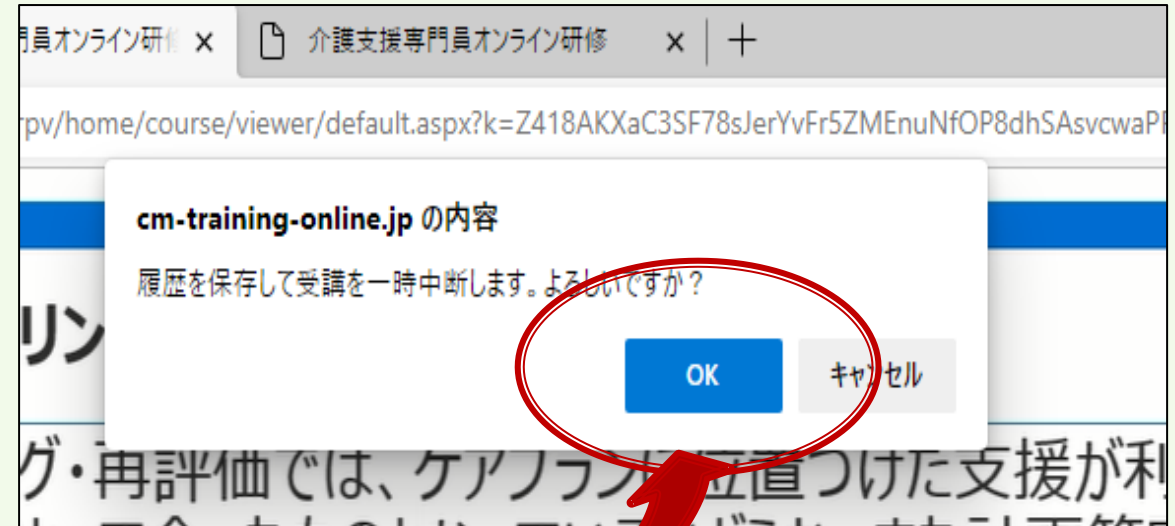 門員オンライン研
介護支援専門員オンライン研修
rpv/home/course/viewer/default.aspx?k=Z418AKXaC3SF78sJerYvFr5ZMEnuNfOP8dhSAsvcwaP
cm-training-online.jp の内容
履歴を保存して受講を一時中断します。よろしいですか？
OK
キャンセル
リン
グ・再評価では、ケアプランに位置づけた支援が利